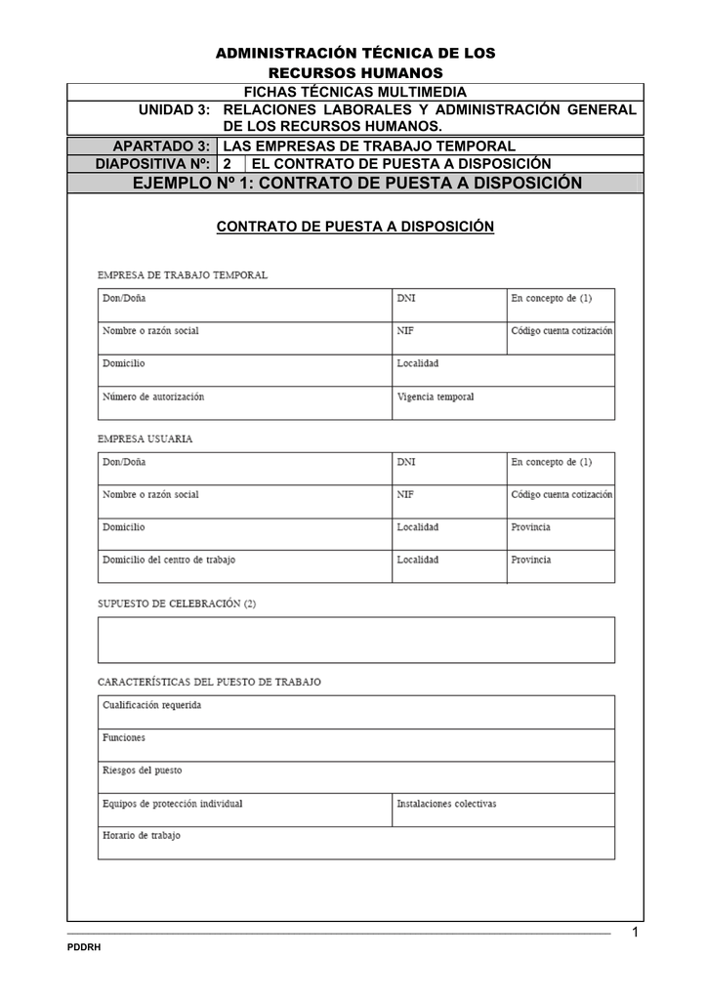 ADMINISTRACIÓN TÉCNICA DE LOS
RECURSOS HUMANOS
FICHAS TÉCNICAS MULTIMEDIA
UNIDAD 3: RELACIONES LABORALES Y ADMINISTRACIÓN GENERAL
DE LOS RECURSOS HUMANOS.
APARTADO 3: LAS EMPRESAS DE TRABAJO TEMPORAL
DIAPOSITIVA Nº: 2 EL CONTRATO DE PUESTA A DISPOSICIÓN
EJEMPLO Nº 1: CONTRATO DE PUESTA A DISPOSICIÓN
CONTRATO DE PUESTA A DISPOSICIÓN
EMPRESA DE TRABAJO TEMPORAL
Don/Doña DNI En concepto de (1)
Nombre o razón social NIF Código cuenta cotización
Domicilio Localidad
Número de autorización Vigencia temporal
EMPRESA USUARIA
Don/Doña DNI En concepto de (1)
Nombre o razón social NIF Código cuenta cotización
Domicilio Localidad Provincia
Domicilio del centro de trabajo Localidad Provincia
SUPUESTO DE CELEBRACIÓN (2)
CARACTERÍSTICAS DEL PUESTO DE TRABAJO
Cualificación requerida
Funciones
Riesgos del puesto
Equipos de protección individual Instalaciones colectivas
Horario de trabajo
1
PDDRH